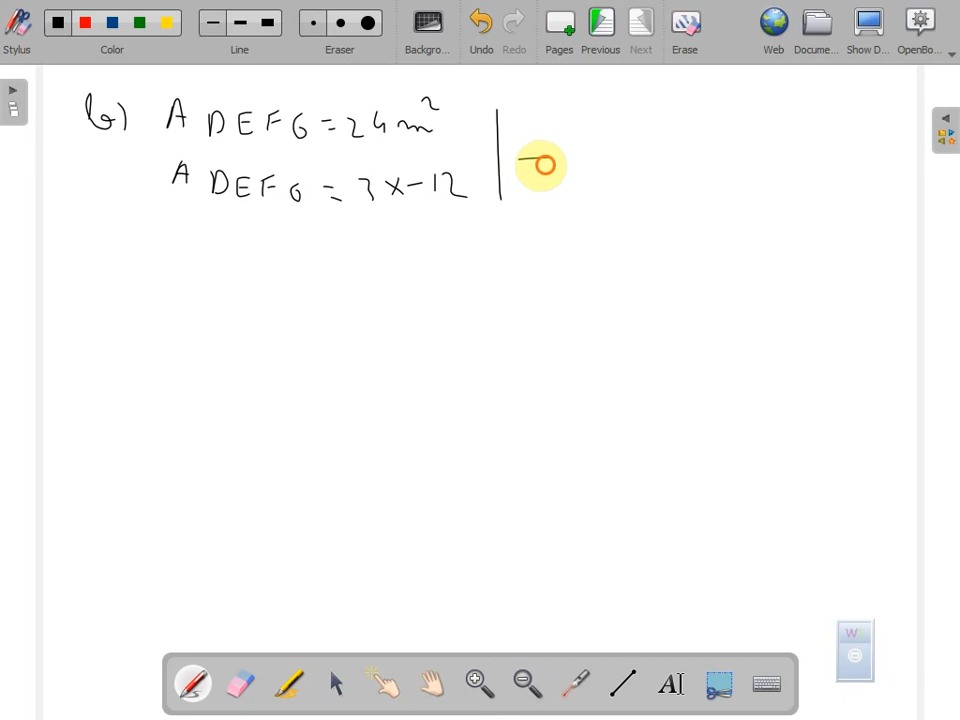 Stylus Color Line Eraser Backgro... Undo Redo Pages Previous Next Erase Web Docume... Show D... OpenBo...
b) A DEFG = 24 m²
A DEFG = 3x - 12